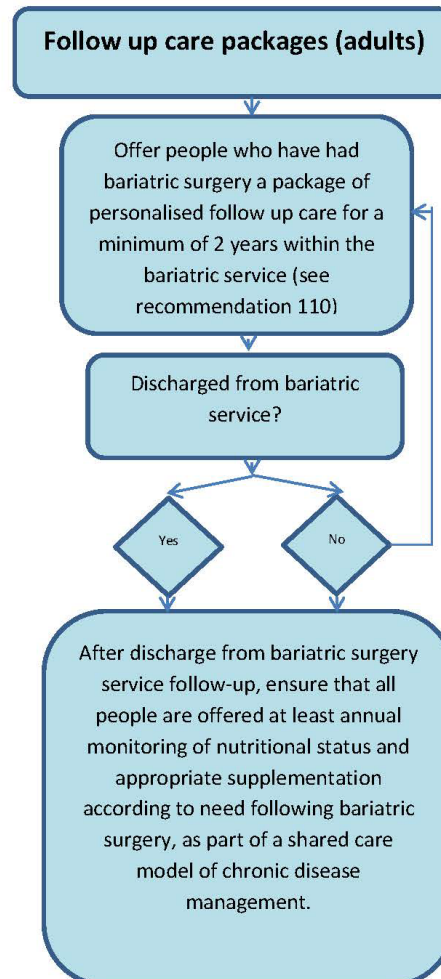 Follow up care packages (adults)
Offer people who have had
bariatric surgery a package of
personalised follow up care for a
minimum of 2 years within the
bariatric service (see
recommendation 110)
Discharged from bariatric
service?
Yes
No
After discharge from bariatric surgery
service follow-up, ensure that all
people are offered at least annual
monitoring of nutritional status and
appropriate supplementation
according to need following bariatric
surgery, as part of a shared care
model of chronic disease
management.